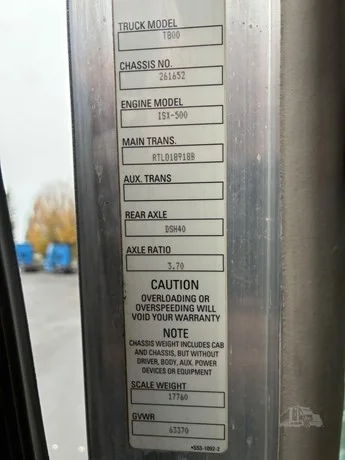 TRUCK MODEL
T800
CHASSIS NO.
261652
ENGINE MODEL
ISX-500
MAIN TRANS.
RTLO18918B
AUX. TRANS
REAR AXLE
DSH40
AXLE RATIO
3.70
CAUTION
OVERLOADING OR
OVERSPEEDING WILL
VOID YOUR WARRANTY
NOTE
CHASSIS WEIGHT INCLUDES CAB
AND CHASSIS, BUT WITHOUT
DRIVER, BODY, AUX. POWER
DEVICES OR EQUIPMENT
SCALE WEIGHT
17760
GVWR
63370